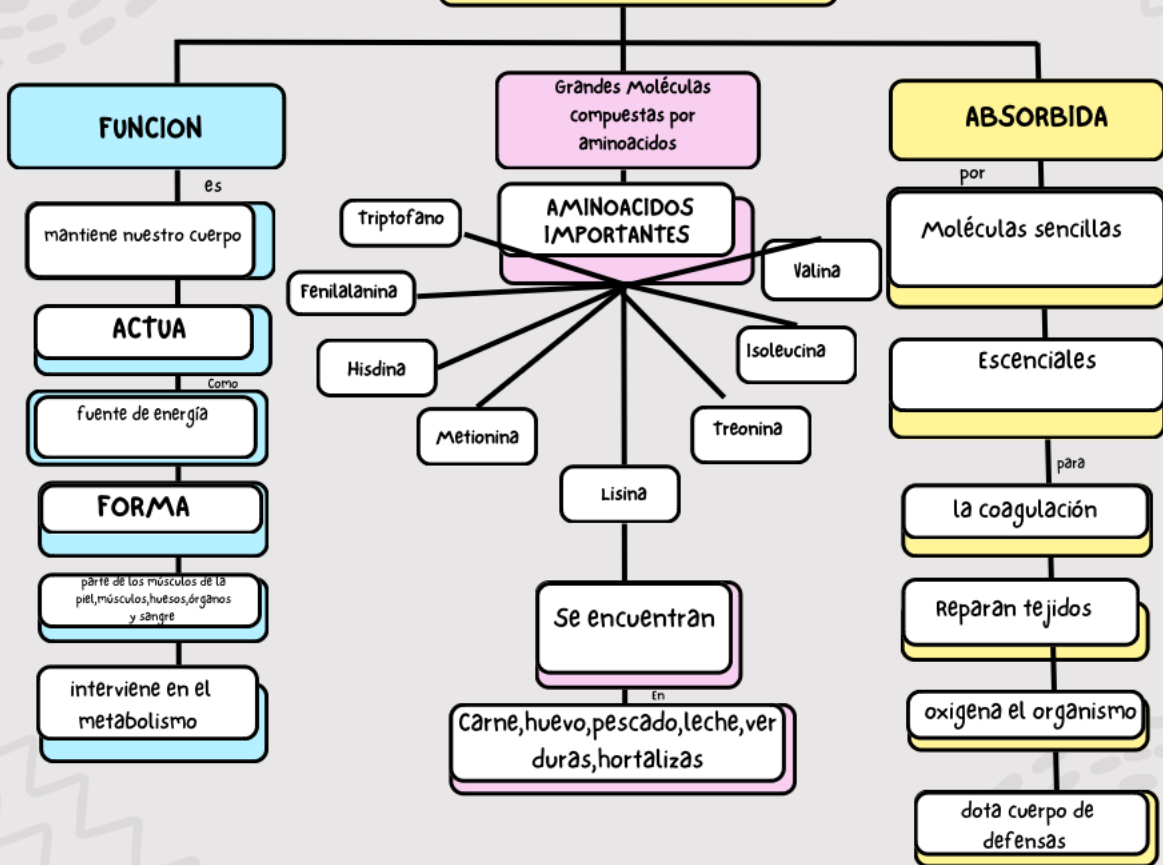 FUNCION
es
mantiene nuestro cuerpo
ACTUA
Como
fuente de energía
FORMA
parte de los músculos de la
piel,músculos,huesos,órganos
y sangre
interviene en el
metabolismo
Grandes Moléculas
compuestas por
aminoacidos
AMINOACIDOS
IMPORTANTES
Triptofano
Fenilalanina
Hisdina
Metionina
Lisina
Treonina
Isoleucina
Valina
Se encuentran
En
Carne,huevo,pescado,leche,ver
duras,hortalizas
ABSORBIDA
por
Moléculas sencillas
Escenciales
para
la coagulación
Reparan tejidos
oxigena el organismo
dota cuerpo de
defensas